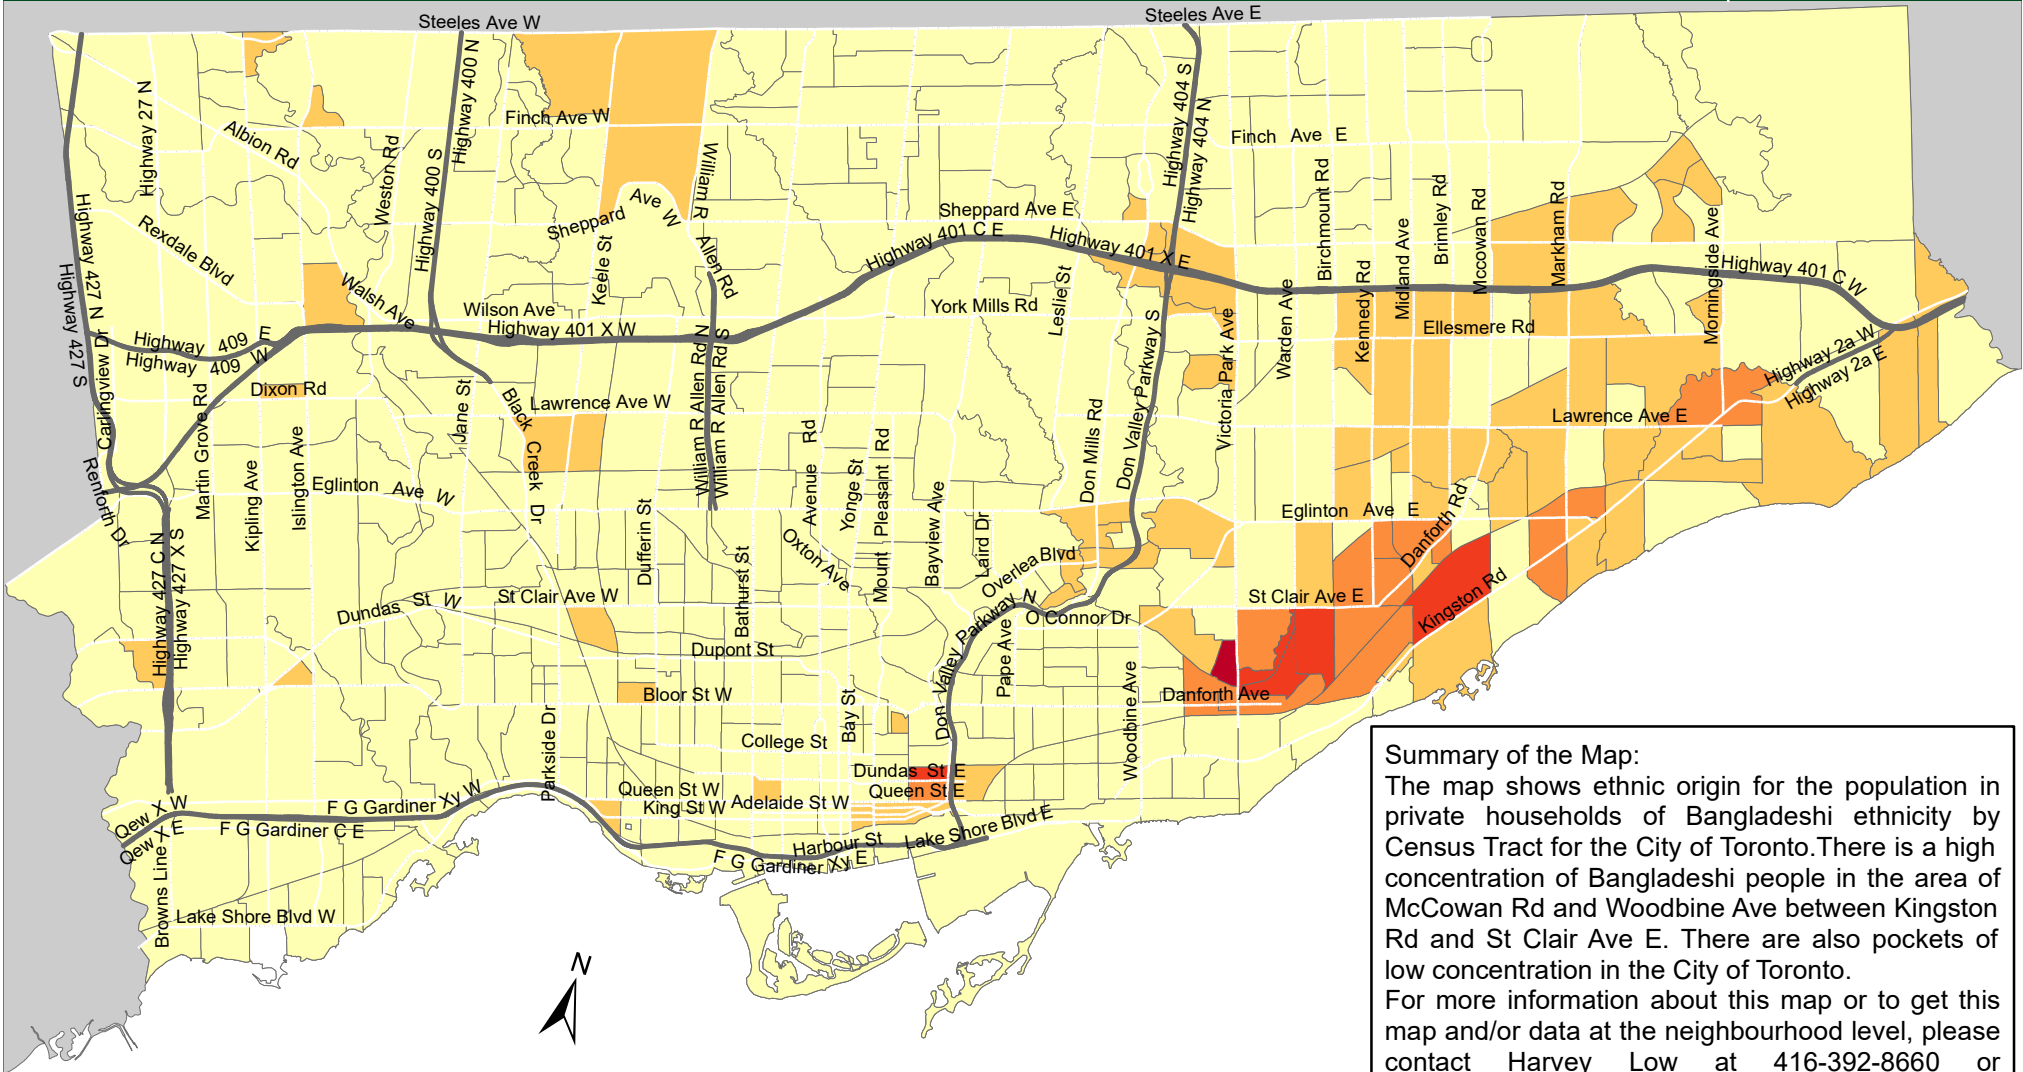 Steeles Ave W
Steeles Ave E
Highway 27 N
Albion Rd
Weston Rd
Highway 400 N
Highway 400 S
Finch Ave W
William R Allen Rd
Highway 404 S
Highway 404 N
Finch Ave E
Highway 427 N
Highway 427 S
Rexdale Blvd
Sheppard Ave W
Keele St
Sheppard Ave E
Highway 401 C E
Highway 401 X E
Birchmount Rd
Kennedy Rd
Midland Ave
Brimley Rd
Mccowan Rd
Markham Rd
Morningside Ave
Highway 401 C W
Walsh Ave
Wilson Ave
Highway 401 X W
York Mills Rd
Leslie St
Warden Ave
Ellesmere Rd
Highway 409 E
Highway 409 W
Carlingview Dr
Martin Grove Rd
Dixon Rd
Jane St
Black Creek Dr
Lawrence Ave W
William R Allen Rd N
William R Allen Rd S
Don Mills Rd
Don Valley Parkway S
Victoria Park Ave
Lawrence Ave E
Highway 2a W
Highway 2a E
Renforth Dr
Kipling Ave
Islington Ave
Eglinton Ave W
Dufferin St
Bathurst St
Avenue Rd
Oxton Ave
Yonge St
Mount Pleasant Rd
Bayview Ave
Laird Dr
Overlea Blvd
Eglinton Ave E
Danforth Rd
Highway 427 C N
Highway 427 X S
Dundas St W
St Clair Ave W
Don Valley Parkway N
O Connor Dr
St Clair Ave E
Kingston Rd
Dupont St
Pape Ave
Bloor St W
Woodbine Ave
Danforth Ave
Parkside Dr
Bay St
College St
Dundas St E
Queen St E
Queen St W
King St W
Adelaide St W
Qew X W
Qew X E
F G Gardiner Xy W
F G Gardiner C E
Harbour St
Lake Shore Blvd E
F G Gardiner Xy E
Browns Line
Lake Shore Blvd W
N
Summary of the Map:
The map shows ethnic origin for the population in
private households of Bangladeshi ethnicity by
Census Tract for the City of Toronto.There is a high
concentration of Bangladeshi people in the area of
McCowan Rd and Woodbine Ave between Kingston
Rd and St Clair Ave E. There are also pockets of
low concentration in the City of Toronto.
For more information about this map or to get this
map and/or data at the neighbourhood level, please
contact Harvey Low at 416-392-8660 or